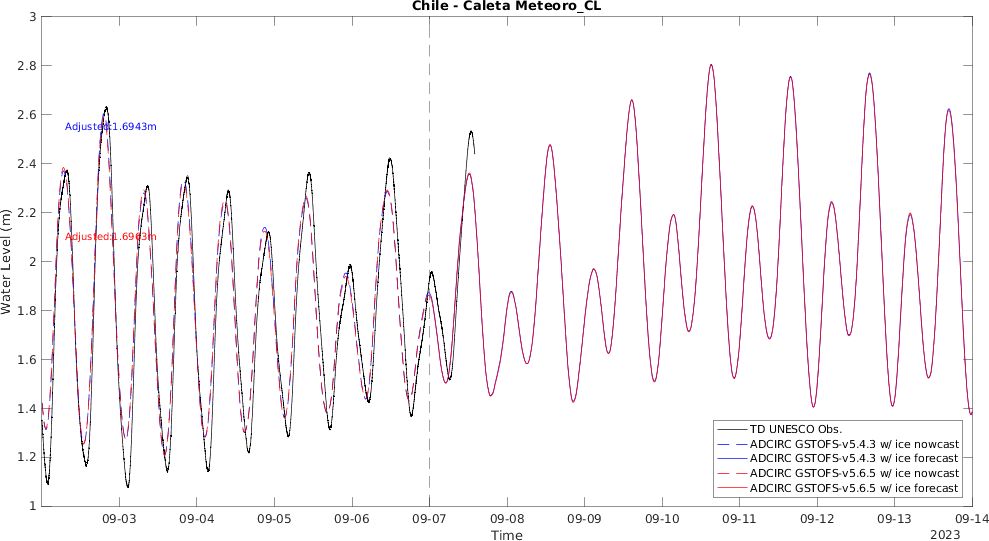 Chile - Caleta Meteoro_CL
3
2.8
2.6
2.4
2.2
2
1.8
1.6
1.4
1.2
1
Water Level (m)
Adjusted:1.6943m
Adjusted:1.6963m
TD UNESCO Obs.
ADCIRC GSTOFS-v5.4.3 w/ ice nowcast
ADCIRC GSTOFS-v5.4.3 w/ ice forecast
ADCIRC GSTOFS-v5.6.5 w/ ice nowcast
ADCIRC GSTOFS-v5.6.5 w/ ice forecast
09-03 09-04 09-05 09-06 09-07 09-08 09-09 09-10 09-11 09-12 09-13 09-14
Time
2023